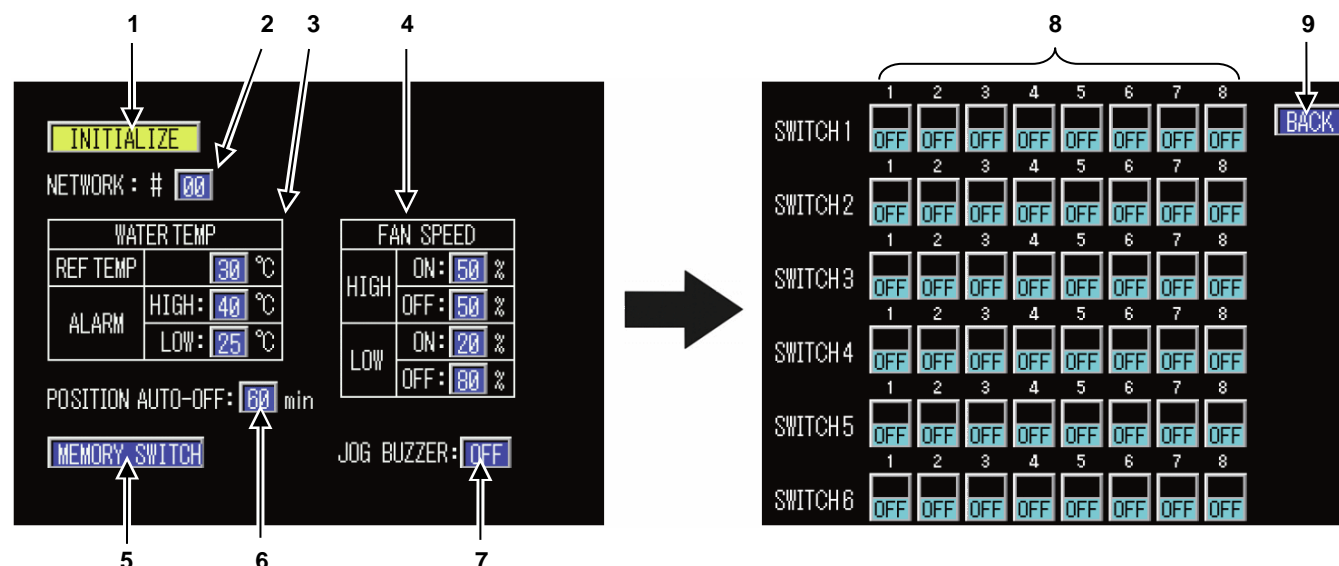 1 2 3 4
INITIALIZE
NETWORK : # 00
WATER TEMP
REF TEMP 30 ℃
ALARM HIGH: 40 ℃
LOW: 25 ℃
FAN SPEED
HIGH ON: 50 %
OFF: 50 %
LOW ON: 20 %
OFF: 80 %
POSITION AUTO-OFF: 60 min
MEMORY SWITCH
JOG BUZZER: OFF
5 6 7
8 9
1 2 3 4 5 6 7 8
SWITCH 1 OFF OFF OFF OFF OFF OFF OFF OFF
BACK
1 2 3 4 5 6 7 8
SWITCH 2 OFF OFF OFF OFF OFF OFF OFF OFF
1 2 3 4 5 6 7 8
SWITCH 3 OFF OFF OFF OFF OFF OFF OFF OFF
1 2 3 4 5 6 7 8
SWITCH 4 OFF OFF OFF OFF OFF OFF OFF OFF
1 2 3 4 5 6 7 8
SWITCH 5 OFF OFF OFF OFF OFF OFF OFF OFF
1 2 3 4 5 6 7 8
SWITCH 6 OFF OFF OFF OFF OFF OFF OFF OFF